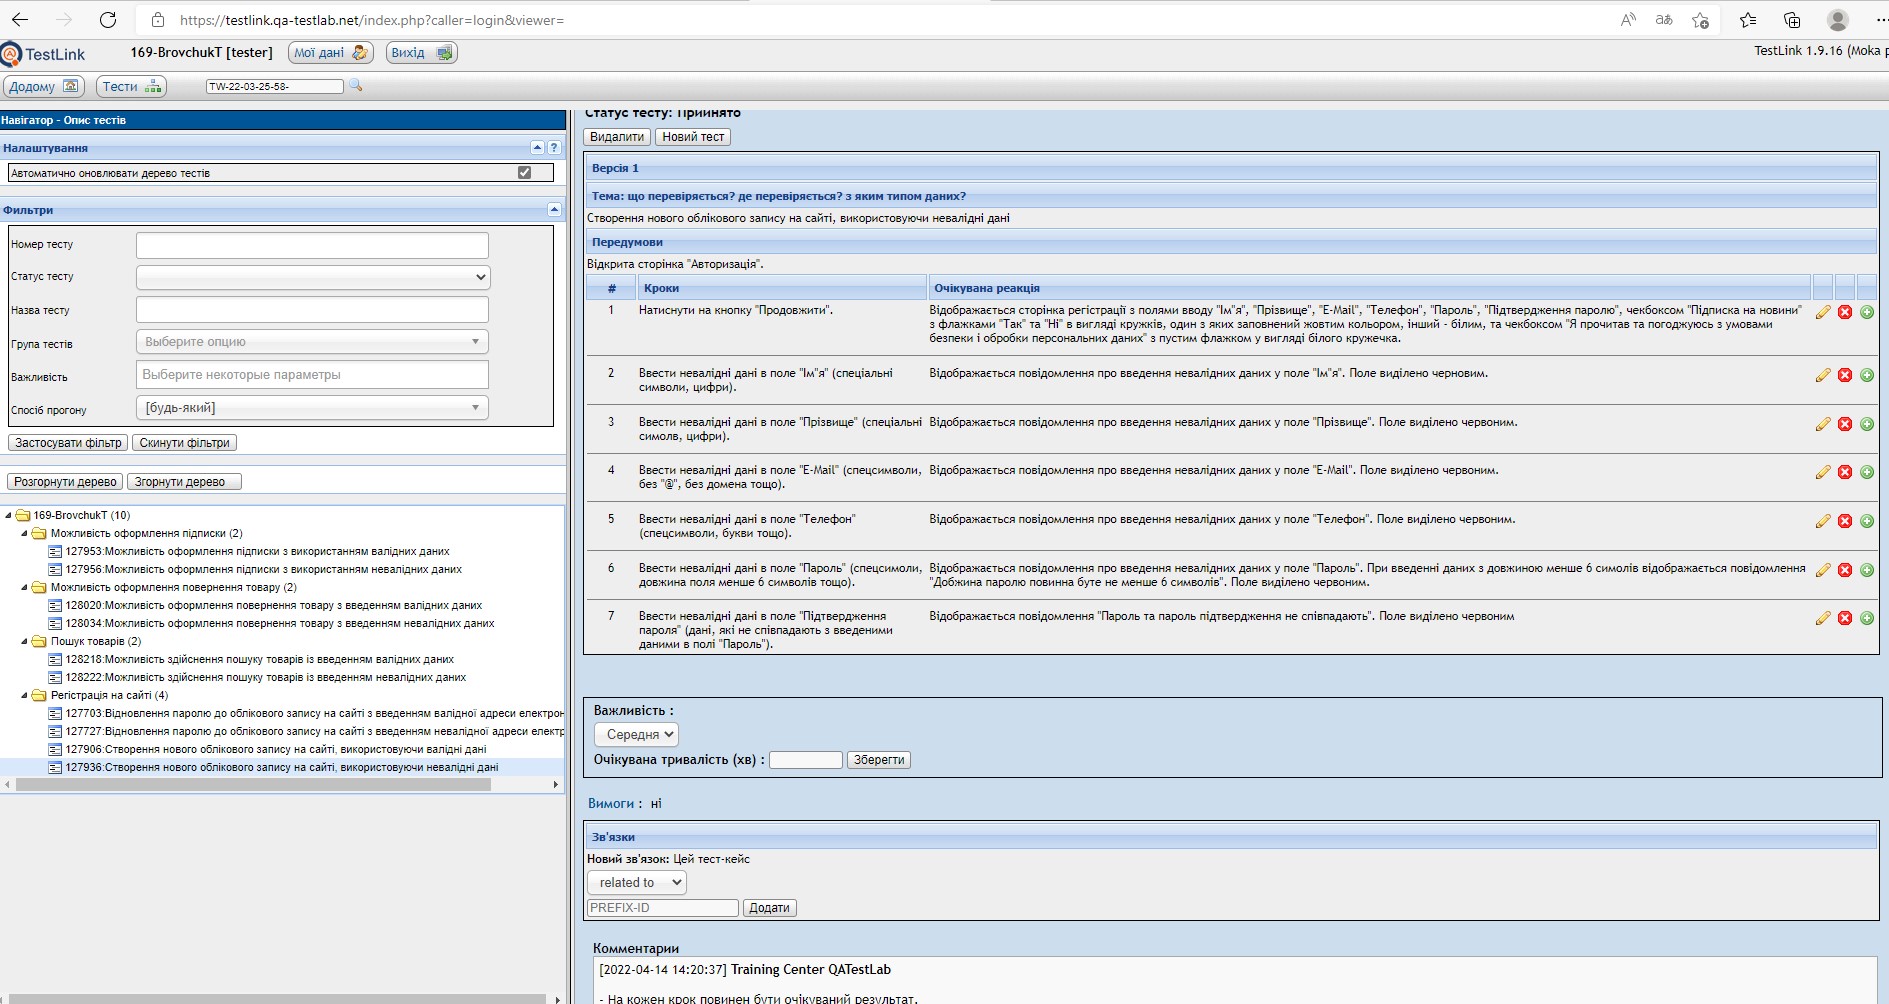 https://testlink.qa-testlab.net/index.php?caller=login&viewer=
TestLink 169-BrovchukT [tester] Мої дані Вихід TestLink 1.9.16 (Moka p
Додому Тести TW-22-03-25-58-
Навігатор - Опис тестів
Налаштування
Автоматично оновлювати дерево тестів
Фильтри
Номер тесту
Статус тесту
Назва тесту
Група тестів Выберите опцию
Важливість Выберите некоторые параметры
Спосіб прогону [будь-який]
Застосувати фільтр Скинути фільтри
Розгорнути дерево Згорнути дерево
169-BrovchukT (10)
Можливість оформлення підписки (2)
127953:Можливість оформлення підписки з використанням валідних даних
127956:Можливість оформлення підписки з використанням невалідних даних
Можливість оформлення повернення товару (2)
128020:Можливість оформлення повернення товару з введенням валідних даних
128034:Можливість оформлення повернення товару з введенням невалідних даних
Пошук товарів (2)
128218:Можливість здійснення пошуку товарів із введенням валідних даних
128222:Можливість здійснення пошуку товарів із введенням невалідних даних
Регістрація на сайті (4)
127703:Відновлення паролю до облікового запису на сайті з введенням валідної адреси електрон
127727:Відновлення паролю до облікового запису на сайті з введенням невалідної адреси електр
127906:Створення нового облікового запису на сайті, використовуючи валідні дані
127936:Створення нового облікового запису на сайті, використовуючи невалідні дані
Статус тесту: Прийнято
Видалити Новий тест
Версія 1
Тема: що перевіряється? де перевіряється? з яким типом даних?
Створення нового облікового запису на сайті, використовуючи невалідні дані
Передумови
Відкрита сторінка "Авторизація".
# Кроки Очікувана реакція
1 Натиснути на кнопку "Продовжити". Відображається сторінка регістрації з полями вводу "Ім"я", "Прізвище", "E-Mail", "Телефон", "Пароль", "Підтвердження паролю", чекбоксом "Підписка на новини"
з флажками "Так" та "Ні" в вигляді кружків, один з яких заповнений жовтим кольором, інший - білим, та чекбоксом "Я прочитав та погоджуюсь з умовами
безпеки і обробки персональних даних" з пустим флажком у вигляді білого кружечка.
2 Ввести невалідні дані в поле "Ім"я" (спеціальні Відображається повідомлення про введення невалідних даних у поле "Ім"я". Поле виділено черновим.
символи, цифри).
3 Ввести невалідні дані в поле "Прізвище" (спеціальні Відображається повідомлення про введення невалідних даних у поле "Прізвище". Поле виділено червоним.
симолв, цифри).
4 Ввести невалідні дані в поле "E-Mail" (спецсимволи, Відображається повідомлення про введення невалідних даних у поле "E-Mail". Поле виділено червоним.
без "@", без домена тощо).
5 Ввести невалідні дані в поле "Телефон" Відображається повідомлення про введення невалідних даних у поле "Телефон". Поле виділено червоним.
(спецсимволи, букви тощо).
6 Ввести невалідні дані в поле "Пароль" (спецсимоли, Відображається повідомлення про введення невалідних даних у поле "Пароль". При введенні даних з довжиною менше 6 симолів відображається повідомлення
довжина поля менше 6 символів тощо). "Добжина паролю повинна буте не менше 6 символів". Поле виділено червоним.
7 Ввести невалідні дані в поле "Підтвердження Відображається повідомлення "Пароль та пароль підтвердження не співпадають". Поле виділено червоним
пароля" (дані, які не співпадають з введеними
даними в полі "Пароль").
Важливість :
Середня
Очікувана тривалість (хв) : Зберегти
Вимоги : ні
Зв'язки
Новий зв'язок: Цей тест-кейс
related to
PREFIX-ID Додати
Комментарии
[2022-04-14 14:20:37] Training Center QATestLab
- На кожен крок повинен бути очікуваний результат.